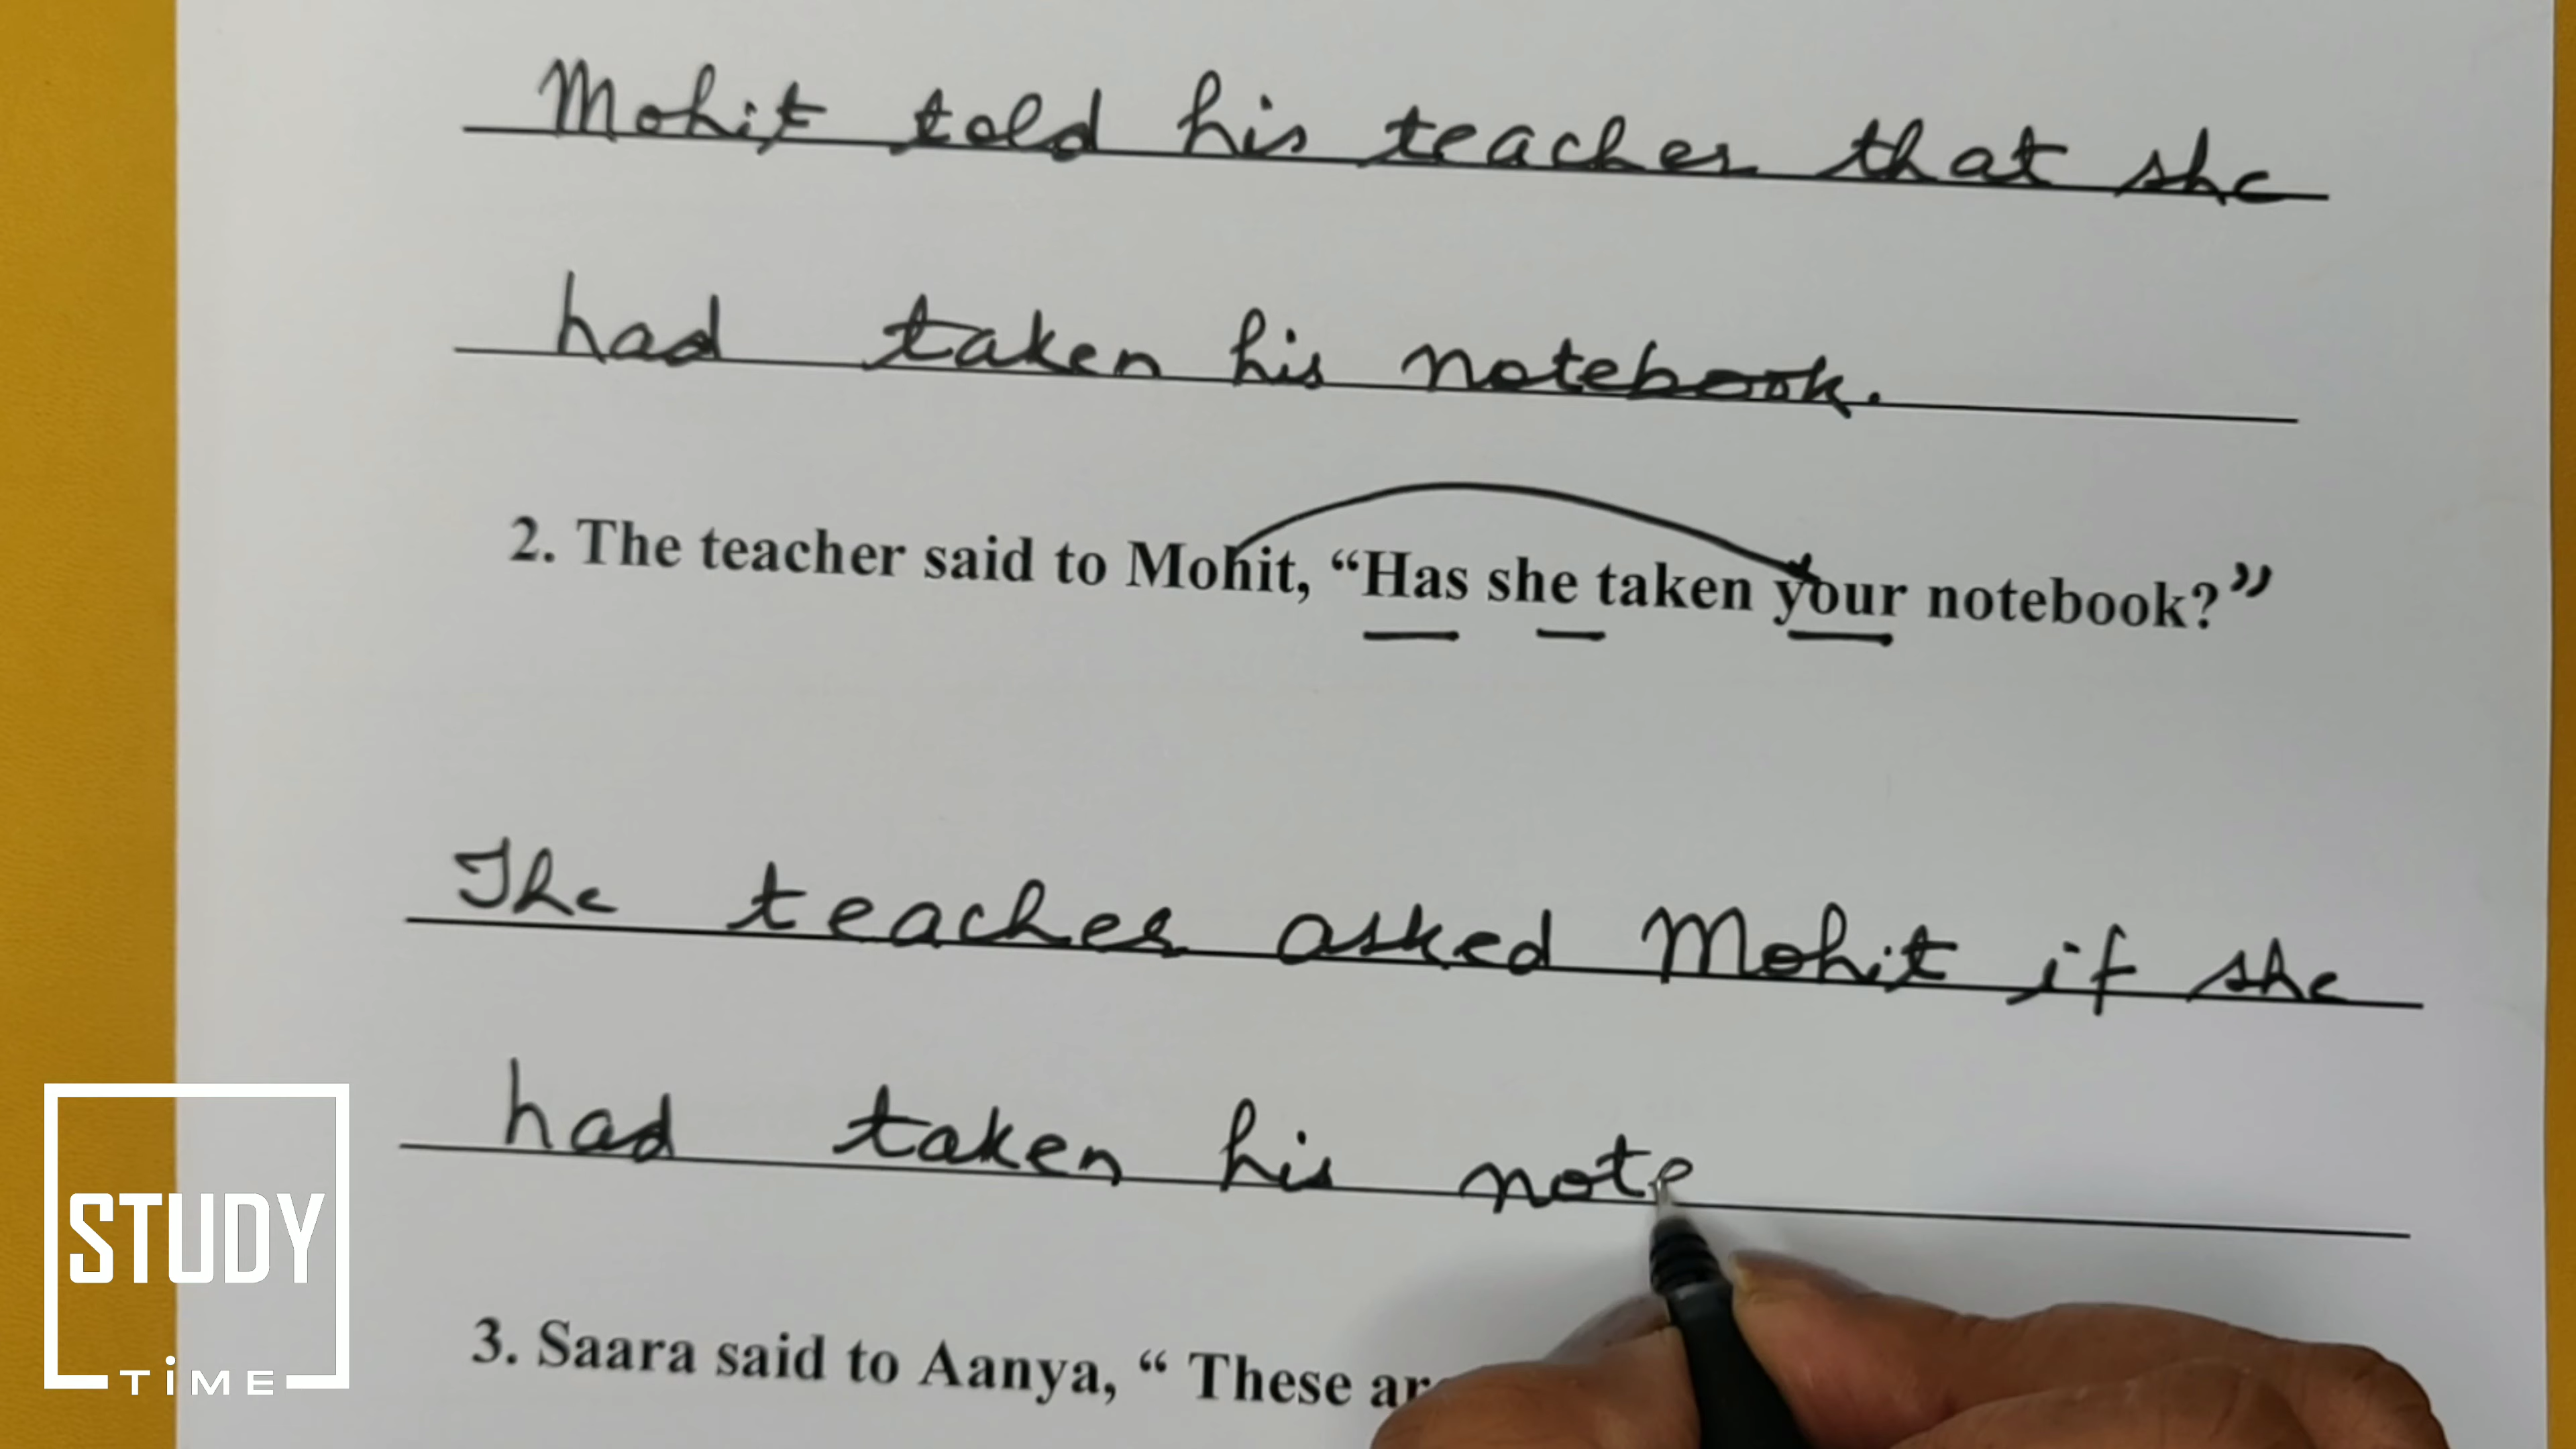 Mohit told his teacher that she
had taken his notebook.
2. The teacher said to Mohit, “Has she taken your notebook?”
The teacher asked Mohit if she
had taken his note
3. Saara said to Aanya, “ These
STUDY
TiME